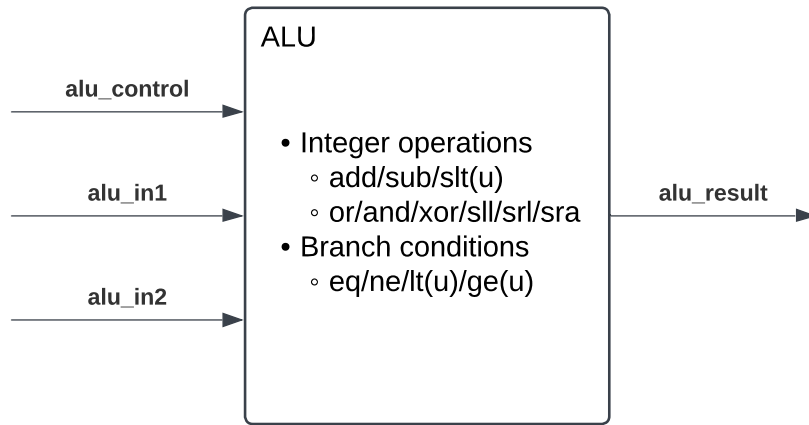 ALU
alu_control
• Integer operations
◦ add/sub/slt(u)
alu_in1
alu_result
◦ or/and/xor/sll/srl/sra
• Branch conditions
◦ eq/ne/lt(u)/ge(u)
alu_in2